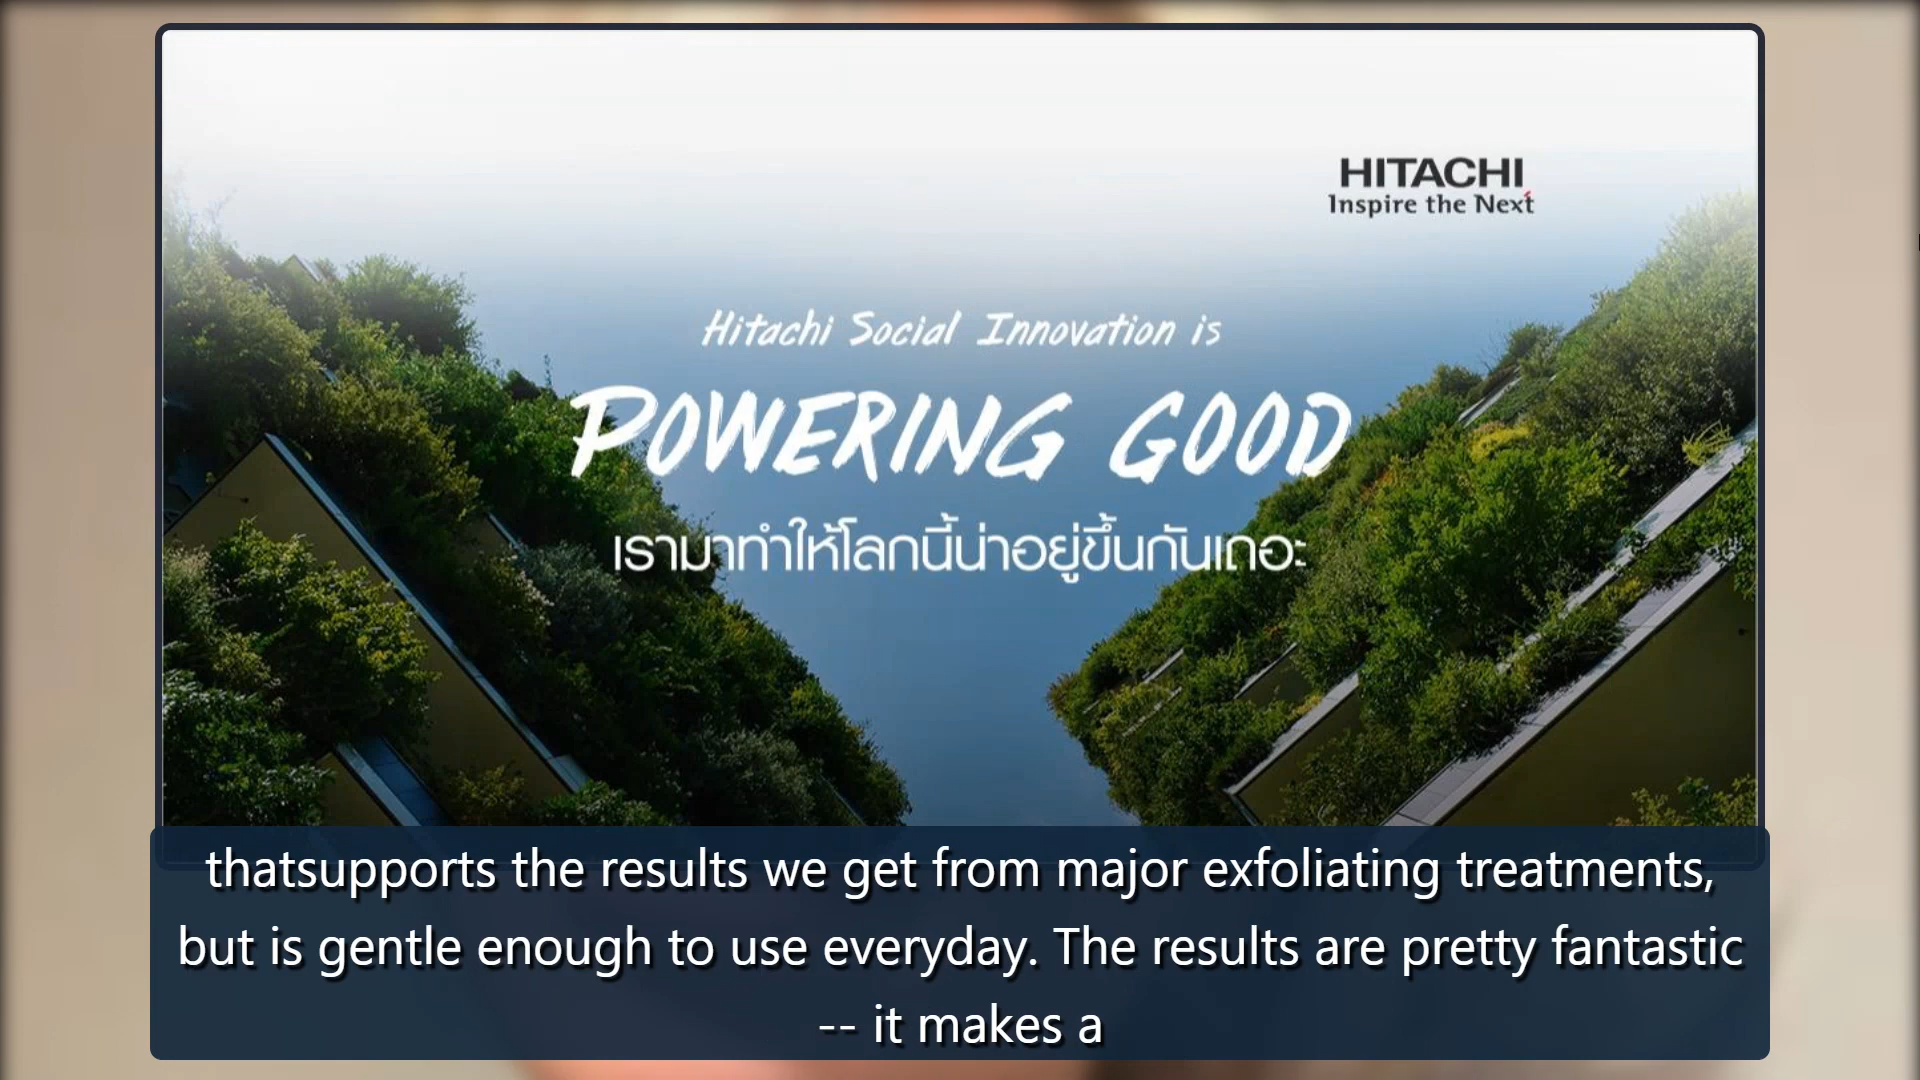 HITACHI
Inspire the Next
Hitachi Social Innovation is
POWERING GOOD
เรามาทำให้โลกนี้น่าอยู่ขึ้นกันเถอะ
thatsupports the results we get from major exfoliating treatments,
but is gentle enough to use everyday. The results are pretty fantastic
-- it makes a